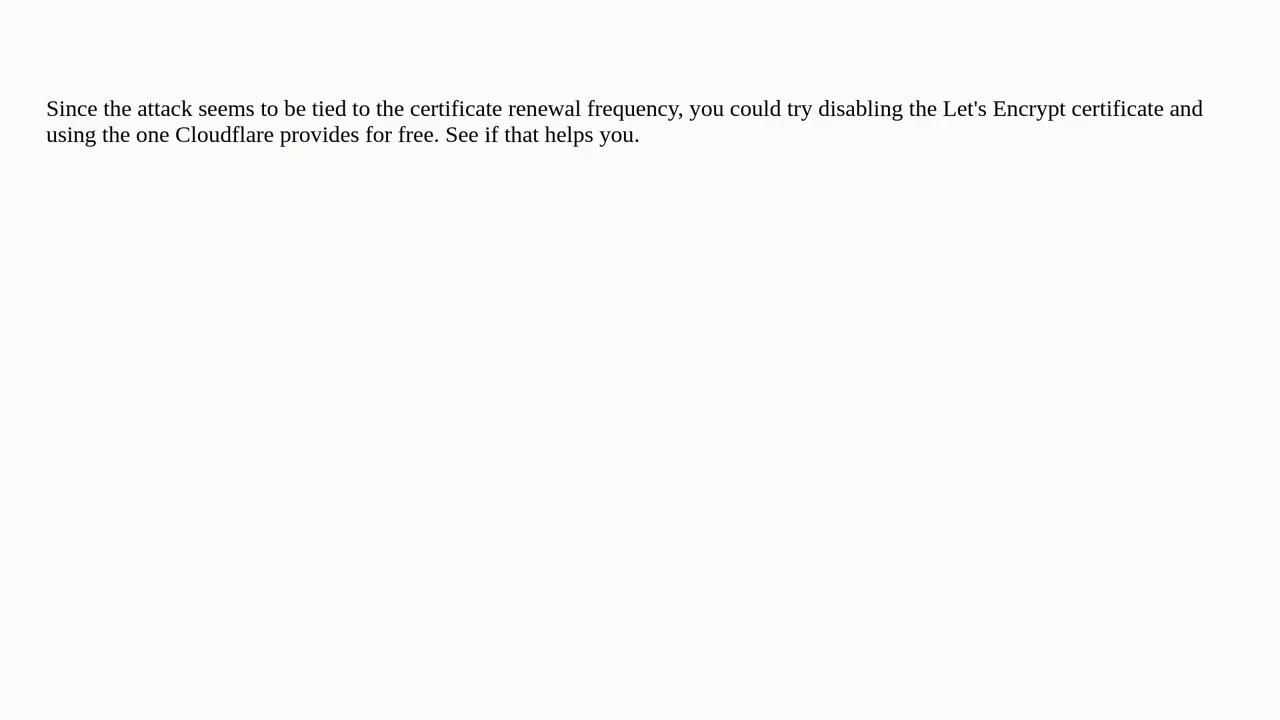 Since the attack seems to be tied to the certificate renewal frequency, you could try disabling the Let's Encrypt certificate and
using the one Cloudflare provides for free. See if that helps you.